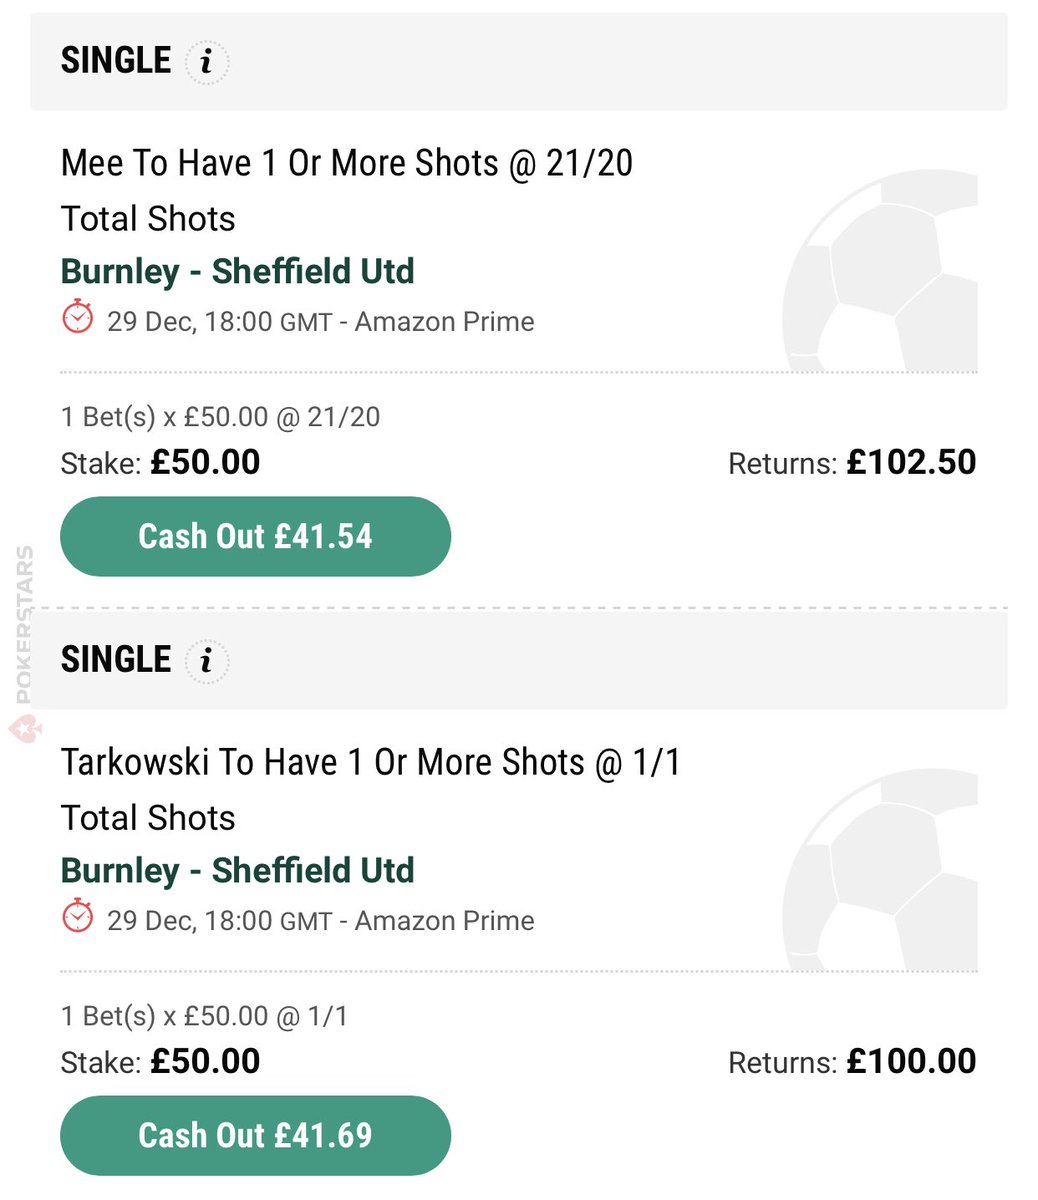 SINGLE i
Mee To Have 1 Or More Shots @ 21/20
Total Shots
Burnley - Sheffield Utd
29 Dec, 18:00 GMT - Amazon Prime
1 Bet(s) x £50.00 @ 21/20
Stake: £50.00 Returns: £102.50
Cash Out £41.54
POKERSTARS
SINGLE i
Tarkowski To Have 1 Or More Shots @ 1/1
Total Shots
Burnley - Sheffield Utd
29 Dec, 18:00 GMT - Amazon Prime
1 Bet(s) x £50.00 @ 1/1
Stake: £50.00 Returns: £100.00
Cash Out £41.69